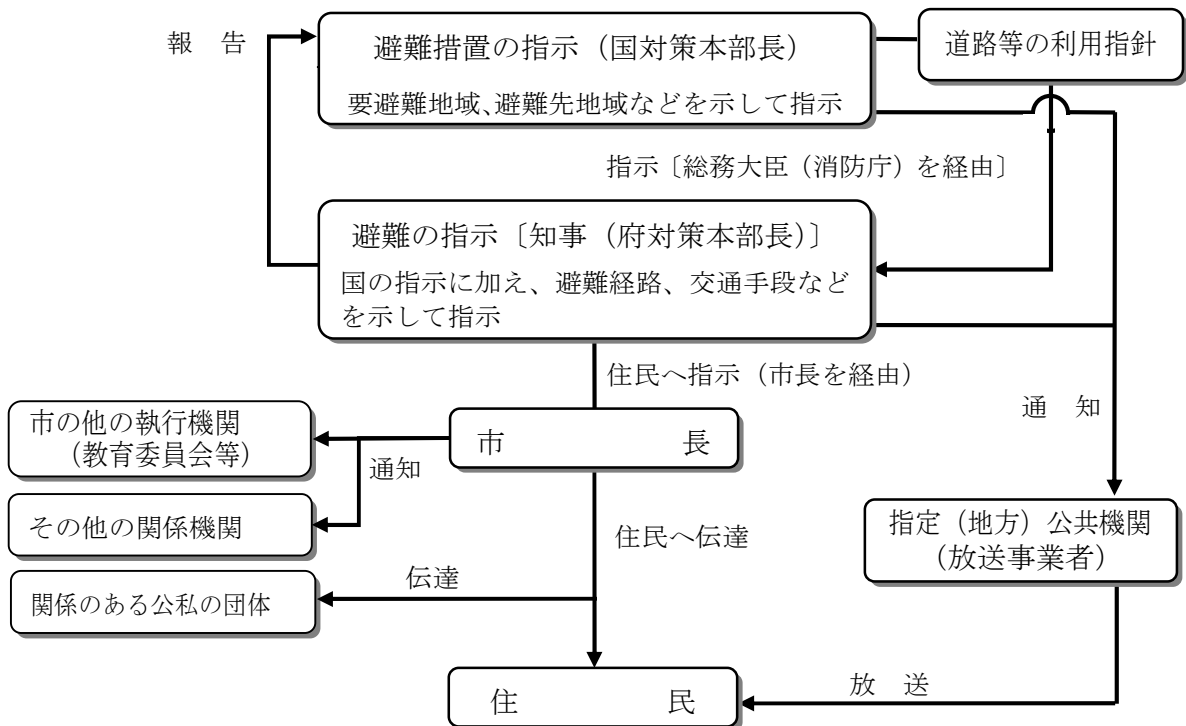 報　告
避難措置の指示（国対策本部長）
要避難地域、避難先地域などを示して指示
道路等の利用指針
指示〔総務大臣（消防庁）を経由〕
避難の指示〔知事（府対策本部長）〕
国の指示に加え、避難経路、交通手段など
を示して指示
住民へ指示（市長を経由）
通　知
市の他の執行機関
（教育委員会等）
市　　　　　長
通知
その他の関係機関
住民へ伝達
指定（地方）公共機関
（放送事業者）
伝達
関係のある公私の団体
住　　　　　民
放　送